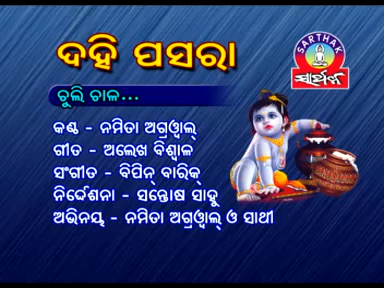 ଦହି ପସରା
SARTHAK
ସାର୍ଥକ
ଚୁଲି ଚାଳ...
କଣ୍ଠ - ନମିତା ଅଗ୍ରୱାଲ୍
ଗୀତ - ଅଲେଖ ବିଶ୍ୱାଳ
ସଂଗୀତ - ବିପିନ୍ ବାରିକ୍
ନିର୍ଦ୍ଦେଶନା - ସନ୍ତୋଷ ସାହୁ
ଅଭିନୟ - ନମିତା ଅଗ୍ରୱାଲ୍ ଓ ସାଥୀ